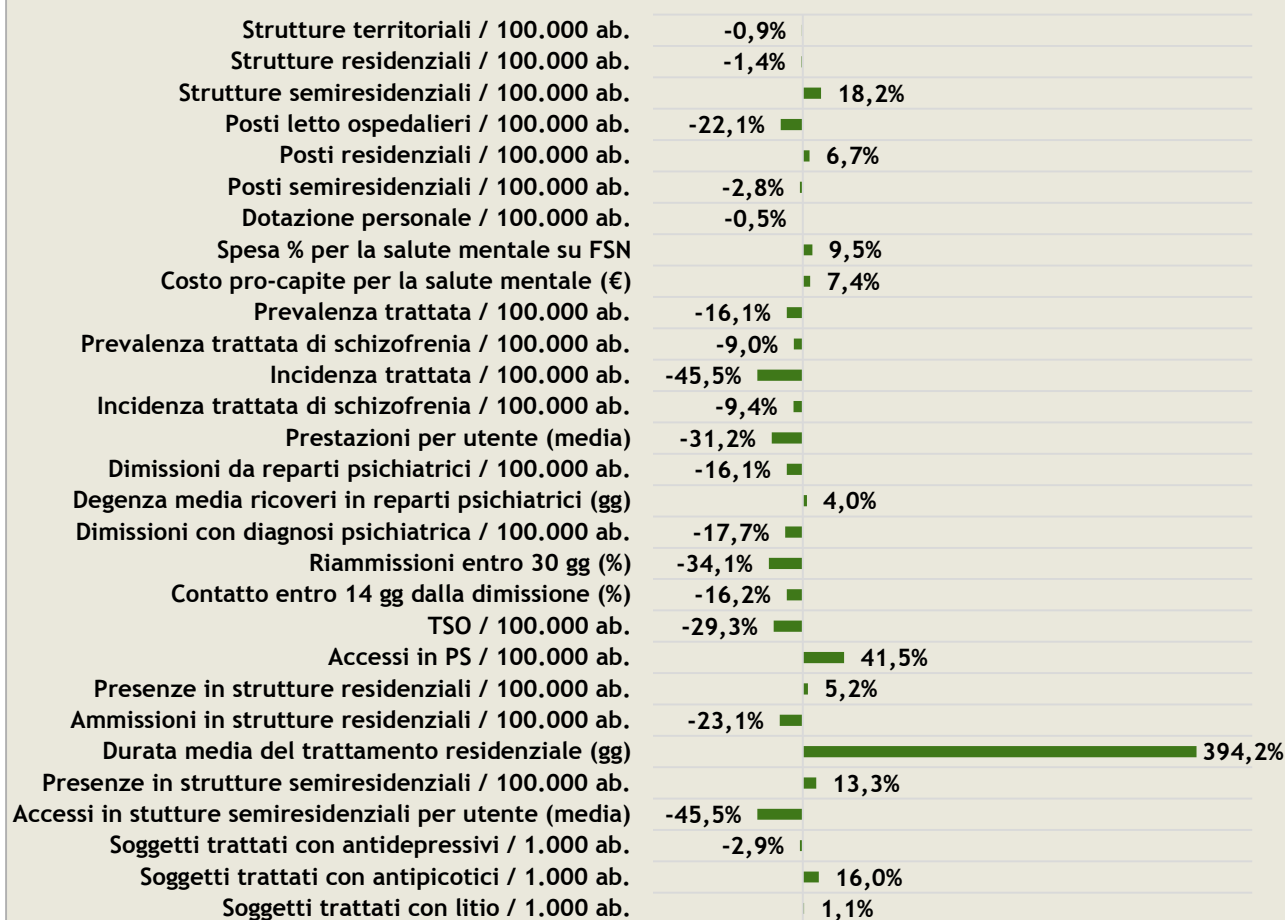 Strutture territoriali / 100.000 ab. -0,9%
Strutture residenziali / 100.000 ab. -1,4%
Strutture semiresidenziali / 100.000 ab. 18,2%
Posti letto ospedalieri / 100.000 ab. -22,1%
Posti residenziali / 100.000 ab. 6,7%
Posti semiresidenziali / 100.000 ab. -2,8%
Dotazione personale / 100.000 ab. -0,5%
Spesa % per la salute mentale su FSN 9,5%
Costo pro-capite per la salute mentale (€) 7,4%
Prevalenza trattata / 100.000 ab. -16,1%
Prevalenza trattata di schizofrenia / 100.000 ab. -9,0%
Incidenza trattata / 100.000 ab. -45,5%
Incidenza trattata di schizofrenia / 100.000 ab. -9,4%
Prestazioni per utente (media) -31,2%
Dimissioni da reparti psichiatrici / 100.000 ab. -16,1%
Degenza media ricoveri in reparti psichiatrici (gg) 4,0%
Dimissioni con diagnosi psichiatrica / 100.000 ab. -17,7%
Riammissioni entro 30 gg (%) -34,1%
Contatto entro 14 gg dalla dimissione (%) -16,2%
TSO / 100.000 ab. -29,3%
Accessi in PS / 100.000 ab. 41,5%
Presenze in strutture residenziali / 100.000 ab. 5,2%
Ammissioni in strutture residenziali / 100.000 ab. -23,1%
Durata media del trattamento residenziale (gg) 394,2%
Presenze in strutture semiresidenziali / 100.000 ab. 13,3%
Accessi in stutture semiresidenziali per utente (media) -45,5%
Soggetti trattati con antidepressivi / 1.000 ab. -2,9%
Soggetti trattati con antipicotici / 1.000 ab. 16,0%
Soggetti trattati con litio / 1.000 ab. 1,1%